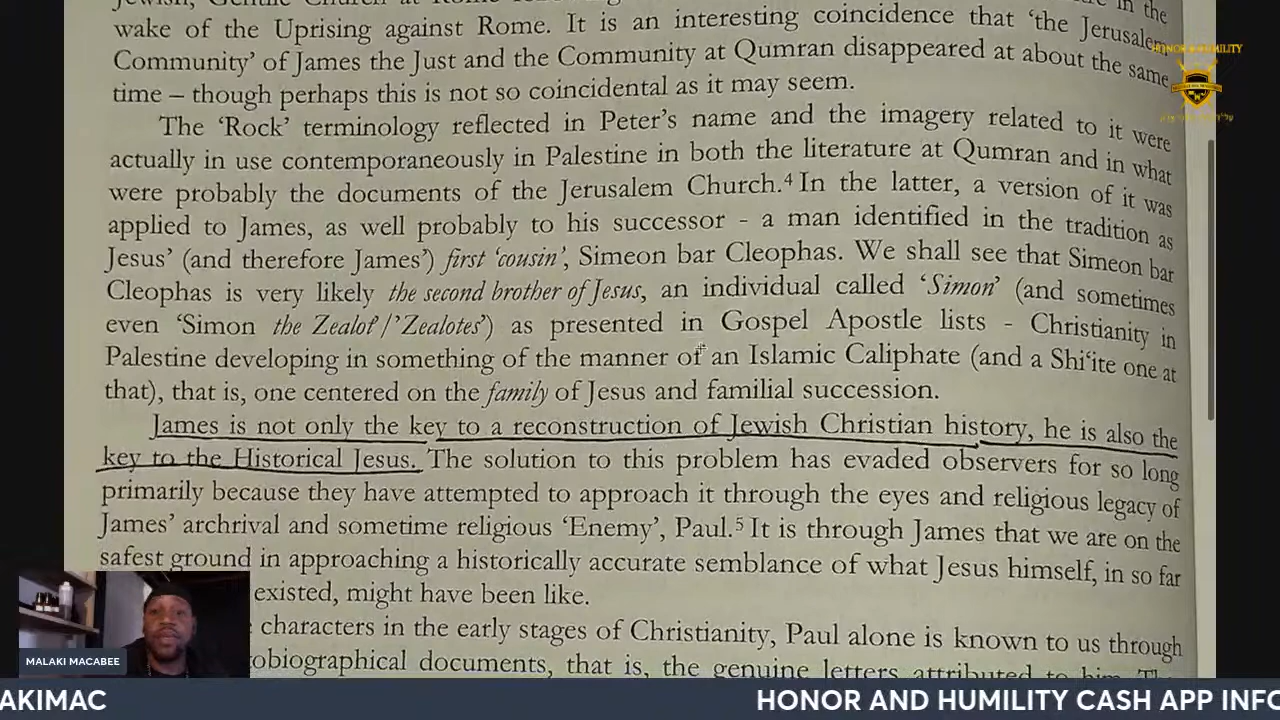 Jewish, Gentile Church at Rome
in the
wake of the Uprising against Rome. It is an interesting coincidence that ‘the Jerusalem
Community’ of James the Just and the Community at Qumran disappeared at about the same
time – though perhaps this is not so coincidental as it may seem.
The ‘Rock’ terminology reflected in Peter’s name and the imagery related to it were
actually in use contemporaneously in Palestine in both the literature at Qumran and in what
were probably the documents of the Jerusalem Church.⁴ In the latter, a version of it was
applied to James, as well probably to his successor - a man identified in the tradition as
Jesus’ (and therefore James’) first ‘cousin’, Simeon bar Cleophas. We shall see that Simeon bar
Cleophas is very likely the second brother of Jesus, an individual called ‘Simon’ (and sometimes
even ‘Simon the Zealot’/’Zealotes’) as presented in Gospel Apostle lists - Christianity in
Palestine developing in something of the manner of an Islamic Caliphate (and a Shi‘ite one at
that), that is, one centered on the family of Jesus and familial succession.
James is not only the key to a reconstruction of Jewish Christian history, he is also the
key to the Historical Jesus. The solution to this problem has evaded observers for so long
primarily because they have attempted to approach it through the eyes and religious legacy of
James’ archrival and sometime religious ‘Enemy’, Paul.⁵ It is through James that we are on the
safest ground in approaching a historically accurate semblance of what Jesus himself, in so far
existed, might have been like.
characters in the early stages of Christianity, Paul alone is known to us through
obiographical documents, that is, the genuine letters attributed to him.
HONOR & HUMILITY
MALAKI MACABEE
AKIMAC
HONOR AND HUMILITY CASH APP INFO